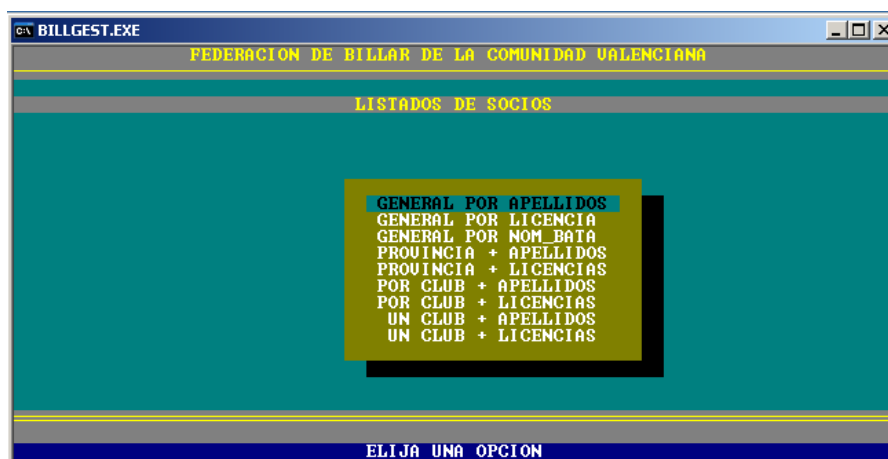 C:\ BILLGEST.EXE
FEDERACION DE BILLAR DE LA COMUNIDAD VALENCIANA
LISTADOS DE SOCIOS
GENERAL POR APELLIDOS
GENERAL POR LICENCIA
GENERAL POR NOM_BATA
PROVINCIA + APELLIDOS
PROVINCIA + LICENCIAS
POR CLUB + APELLIDOS
POR CLUB + LICENCIAS
UN CLUB + APELLIDOS
UN CLUB + LICENCIAS
ELIJA UNA OPCION